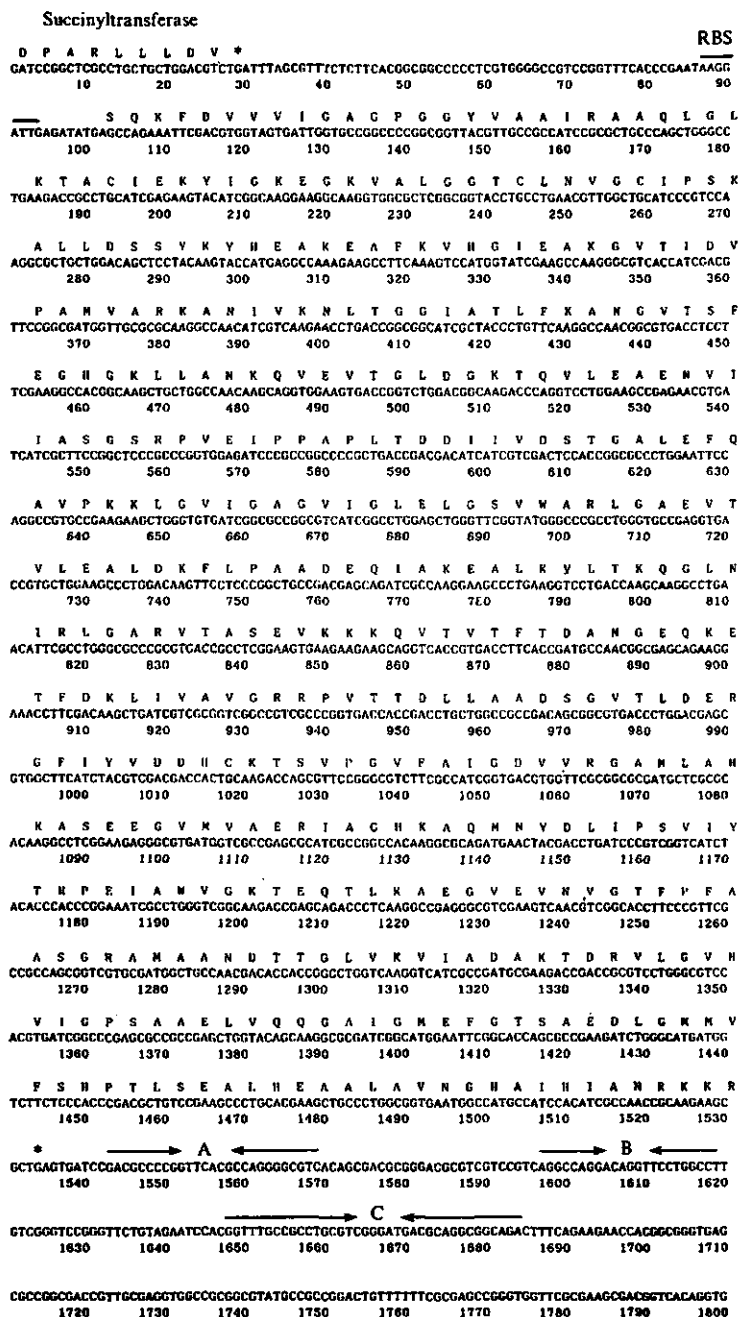 Succinyltransferase
RBS
D P A R L L L D V *
GATCCGGCTCGCCTGCTGCTGGACGTCTGATTTAGCGTTTCTCTTCACGGCGGCCCCCTCGTGGGGCCGTCCGGTTTCACCCGAATAAGG
10 20 30 40 50 60 70 80 90
S Q K F D V V V I G A G P G G Y V A A I R A A Q L G L
ATTGAGATATGAGCCAGAAATTCGACGTGGTAGTGATTGGTGCCGGCCCCGGCGGTTACGTTGCCGCCATCCGCGCTGCCCAGCTGGGCC
100 110 120 130 140 150 160 170 180
K T A C I E K Y I G K E G K V A L G G T C L N V G C I P S K
TGAAGACCGCCTGCATCGAGAAGTACATCGGCAAGGAAGGCAAGGTGGCGCTCGGCGGTACCTGCCTGAACGTTGGCTGCATCCCGTCCA
190 200 210 220 230 240 250 260 270
A L L D S S Y K Y H E A K E A F K V H G I E A K G V T I D V
AGGCGCTGCTGGACAGCTCCTACAAGTACCATGAGGCCAAAGAAGCCTTCAAAGTCCATGGTATCGAAGCCAAGGGCGTCACCATCGACG
280 290 300 310 320 330 340 350 360
P A M V A R K A N I V K N L T G G I A T L F K A N G V T S F
TTCCGGCGATGGTTGCGCGCAAGGCCAACATCGTCAAGAACCTGACCGGCGGCATCGCTACCCTGTTCAAGGCCAACGGCGTGACCTCCT
370 380 390 400 410 420 430 440 450
E G H G K L L A N K Q V E V T G L D G K T Q V L E A E N V I
TCGAAGGCCACGGCAAGCTGCTGGCCAACAAGCAGGTGGAAGTGACCGGTCTGGACGGCAAGACCCAGGTCCTGGAAGCCGAGAACGTGA
460 470 480 490 500 510 520 530 540
I A S G S R P V E I P P A P L T D D I I V D S T G A L E F Q
TCATCGCTTCCGGCTCCCGCCCGGTGGAGATCCCGCCGGCCCCGCTGACCGACGACATCATCGTCGACTCCACCGGCGCCCTGGAATTCC
550 560 570 580 590 600 610 620 630
A V P K K L G V I G A G V I G L E L G S V W A R L G A E V T
AGGCCGTGCCGAAGAAGCTGGGTGTGATCGGCGCCGGCGTCATCGGCCTGGAGCTGGGTTCGGTATGGGCCCGCCTGGGTGCCGAGGTGA
640 650 660 670 680 690 700 710 720
V L E A L D K F L P A A D E Q I A K E A L K V L T K Q G L N
CCGTGCTGGAAGCCCTGGACAAGTTCCTCCCGGCTGCCGACGAGCAGATCGCCAAGGAAGCCCTGAAGGTCCTGACCAAGCAAGGCCTGA
730 740 750 760 770 780 790 800 810
I R L G A R V T A S E V K K K Q V T V T F T D A N G E Q K E
ACATTCGCCTGGGCGCCCGCGTGACCGCCTCGGAAGTGAAGAAGAAGCAGGTCACCGTGACCTTCACCGATGCCAACGGCGAGCAGAAGG
820 830 840 850 860 870 880 890 900
T F D K L I V A V G R R P V T T D L L A A D S G V T L D E R
AAACCTTCGACAAGCTGATCGTCGCGGTCGGCCGTCGCCCGGTGACCACCGACCTGCTGGCCGCCGACAGCGGCGTGACCCTGGACGAGC
910 920 930 940 950 960 970 980 990
G F I Y V D D H C K T S V P G V F A I G D V V R G A M L A H
GTGGCTTCATCTACGTCGACGACCACTGCAAGACCAGCGTTCCGGGCGTCTTCGCCATCGGTGACGTGGTTCGCGGCGCGATGCTCGCGC
1000 1010 1020 1030 1040 1050 1060 1070 1080
K A S E E G V M V A E R I A G H K A Q M N Y D L I P S V I Y
ACAAGGCCTCGGAAGAGGGCGTGATGGTCGCCGAGCGCATCGCCGGCCACAAGGCGCAGATGAACTACGACCTGATCCCGTCGGTCATCT
1090 1100 1110 1120 1130 1140 1150 1160 1170
T H P E I A W V G K T E Q T L K A E G V E V N V G T F P F A
ACACCCACCCGGAAATCGCCTGGGTCGGCAAGACCGAGCAGACCCTCAAGGCCGAGGGCGTCGAAGTCAACGTCGGCACCTTCCCGTTCG
1180 1190 1200 1210 1220 1230 1240 1250 1260
A S G R A M A A N D T T G L V K V I A D A K T D R V L G V H
CCGCCAGCGGTCGTGCGATGGCTGCCAACGACACCACCGGCCTGGTCAAGGTCATCGCCGATGCGAAGACCGACCGCGTCCTGGGCGTCC
1270 1280 1290 1300 1310 1320 1330 1340 1350
V I G P S A A E L V Q Q G A I G M E F G T S A E D L G M M V
ACGTGATCGGCCCGAGCGCCGCCGAGCTGGTACAGCAAGGCGCGATCGGCATGGAATTCGGCACCAGCGCCGAAGATCTGGGCATGATGG
1360 1370 1380 1390 1400 1410 1420 1430 1440
F S H P T L S E A L H E A A L A V N G H A I H I A N R K K R
TCTTCTCCCACCCGACGCTGTCCGAAGCCCTGCACGAAGCTGCCCTGGCGGTGAATGGCCATGCCATCCACATCGCCAACCGCAAGAAGC
1450 1460 1470 1480 1490 1500 1510 1520 1530
* A B
GCTGAGTGATCCGACGCCCCGGTTCACGCCAGGGGCGTCACAGCGACGCGGGACGCGTCGTCCGTCAGGCCAGGACAGGTTCCTGGCCTT
1540 1550 1560 1570 1580 1590 1600 1610 1620
C
GTCGGGTCCGGGTTCTGTAGAATCCACGGTTTGCCGCCTGCGTCGGGATGACGCAGGCGGCAGACTTTCAGAAGAACCACGGCGGGTGAG
1630 1640 1650 1660 1670 1680 1690 1700 1710
CGCCGGCGACCGTTGCGAGGTGGCCGCGGCGTATGCCGCCGGACTGTTTTTTCGCGAGCCGGGTGGTTCGCGAAGCGACGGTCACAGGTG
1720 1730 1740 1750 1760 1770 1780 1790 1800